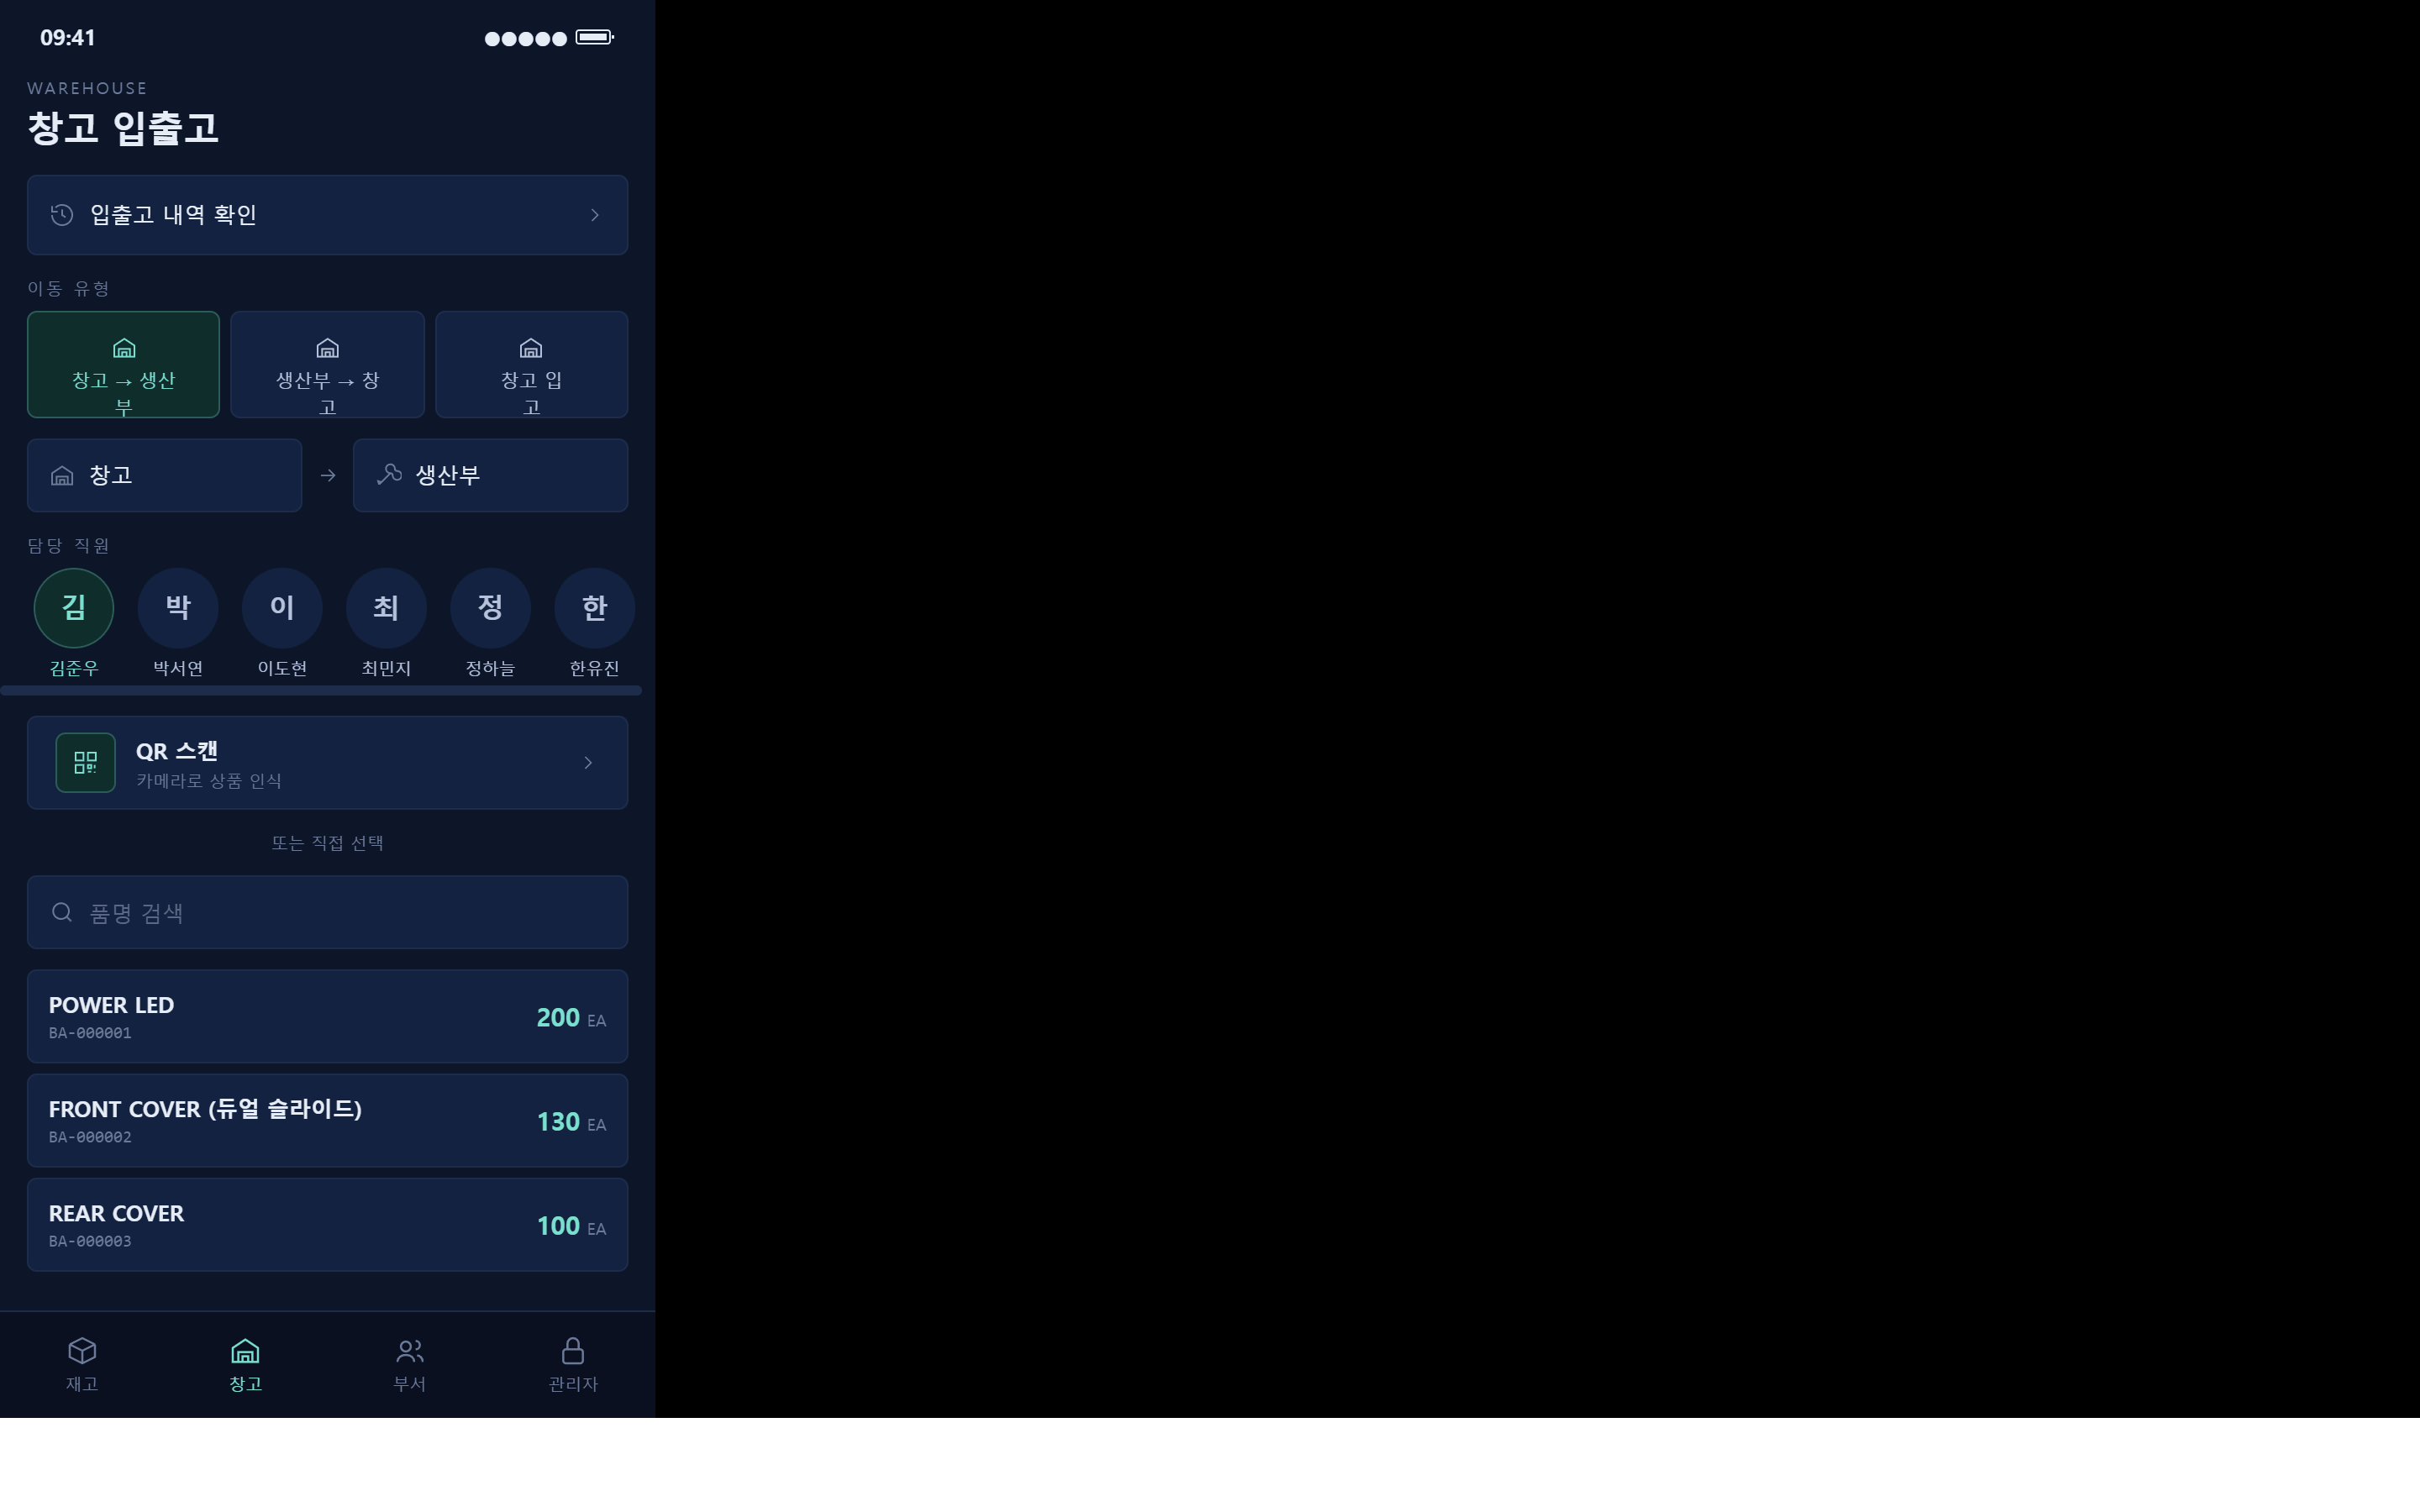 09:41
WAREHOUSE
창고 입출고
입출고 내역 확인
이동 유형
창고 → 생산
부
생산부 → 창
고
창고 입
고
창고 → 생산부
담당 직원
김 박 이 최 정 한
김준우 박서연 이도현 최민지 정하늘 한유진
QR 스캔
카메라로 상품 인식
또는 직접 선택
품명 검색
POWER LED
BA-000001
200 EA
FRONT COVER (듀얼 슬라이드)
BA-000002
130 EA
REAR COVER
BA-000003
100 EA
재고 창고 부서 관리자